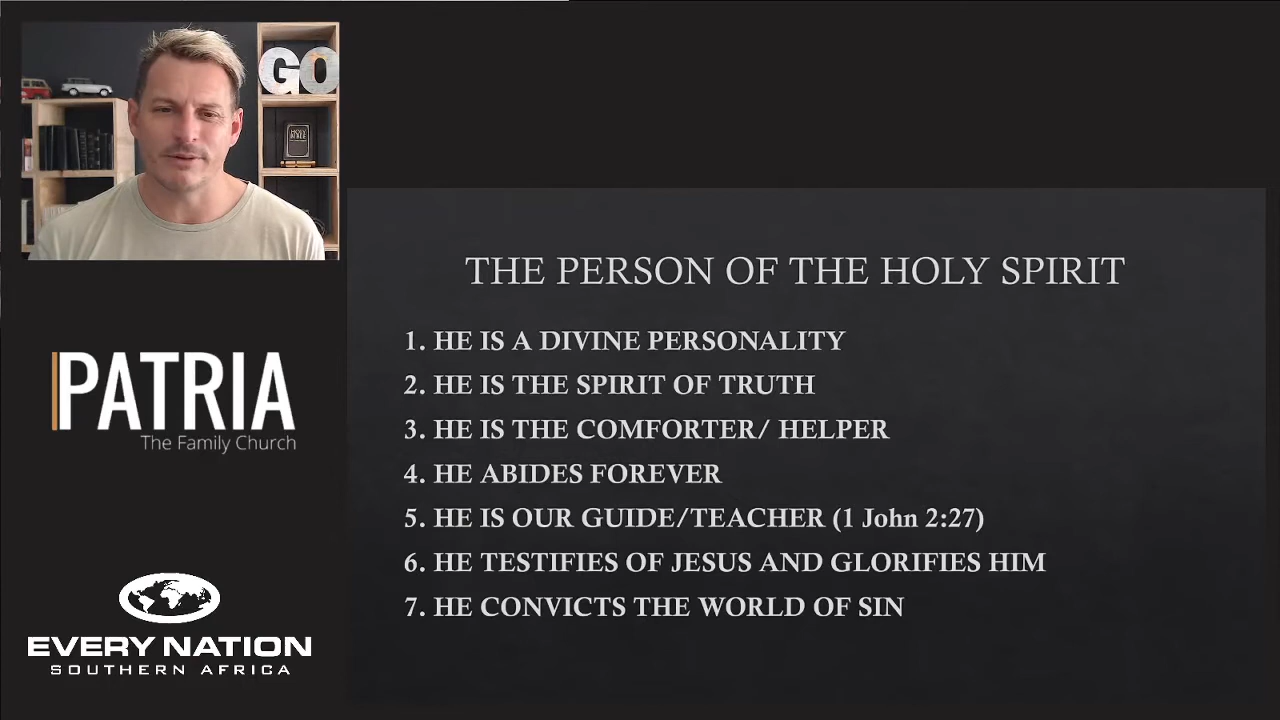 GO
HOLY BIBLE
THE PERSON OF THE HOLY SPIRIT
1. HE IS A DIVINE PERSONALITY
2. HE IS THE SPIRIT OF TRUTH
3. HE IS THE COMFORTER/ HELPER
4. HE ABIDES FOREVER
5. HE IS OUR GUIDE/TEACHER (1 John 2:27)
6. HE TESTIFIES OF JESUS AND GLORIFIES HIM
7. HE CONVICTS THE WORLD OF SIN
PATRIA
The Family Church
EVERY NATION
SOUTHERN AFRICA